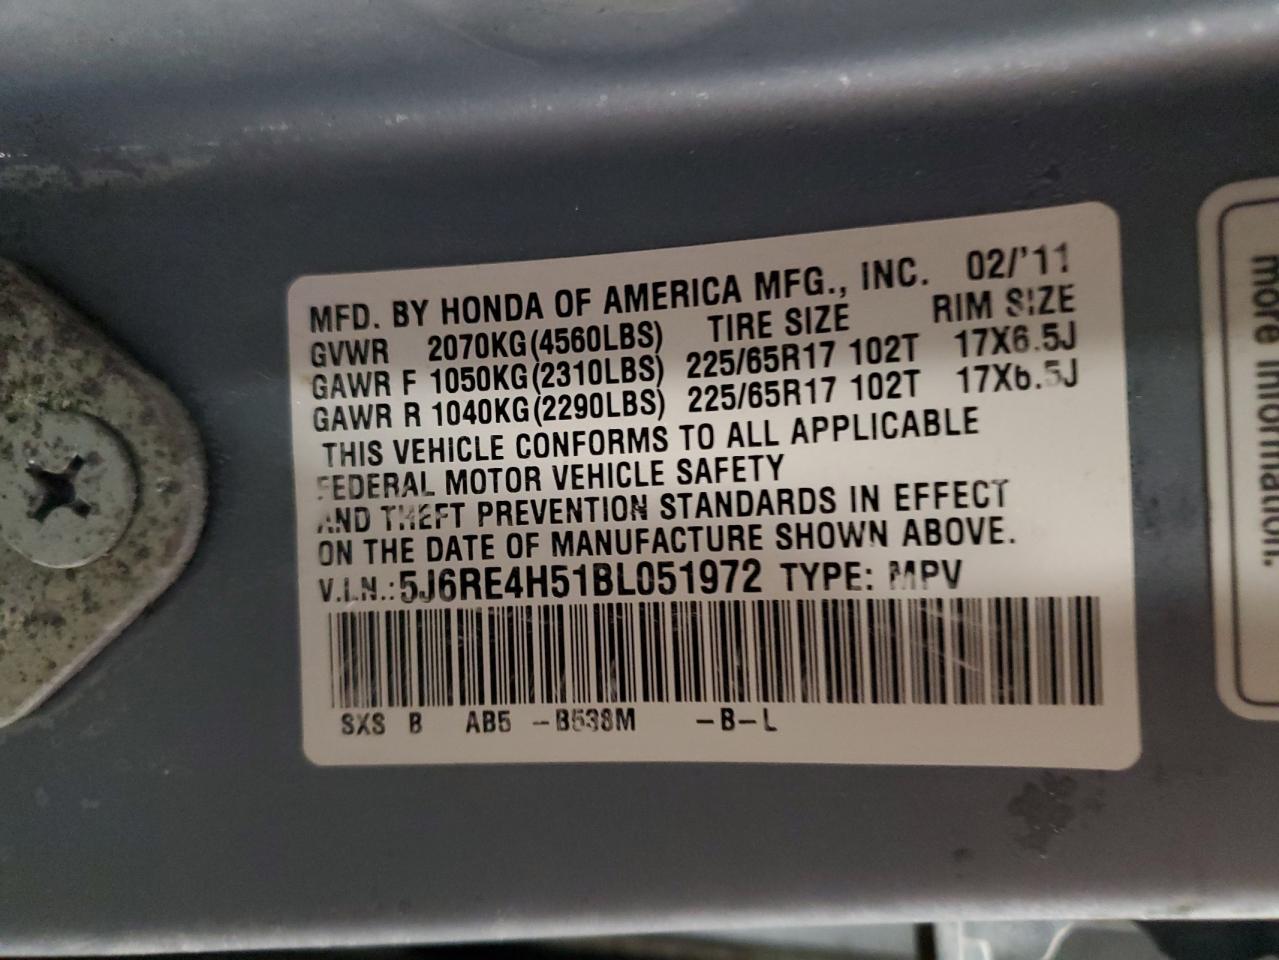 MFD. BY HONDA OF AMERICA MFG., INC. 02/'11
GVWR 2070KG(4560LBS) TIRE SIZE RIM SIZE
GAWR F 1050KG(2310LBS) 225/65R17 102T 17X6.5J
GAWR R 1040KG(2290LBS) 225/65R17 102T 17X6.5J
THIS VEHICLE CONFORMS TO ALL APPLICABLE
FEDERAL MOTOR VEHICLE SAFETY
AND THEFT PREVENTION STANDARDS IN EFFECT
ON THE DATE OF MANUFACTURE SHOWN ABOVE.
V.I.N.:5J6RE4H51BL051972 TYPE: MPV
SXS B AB5 -B538M -B-L
more information.